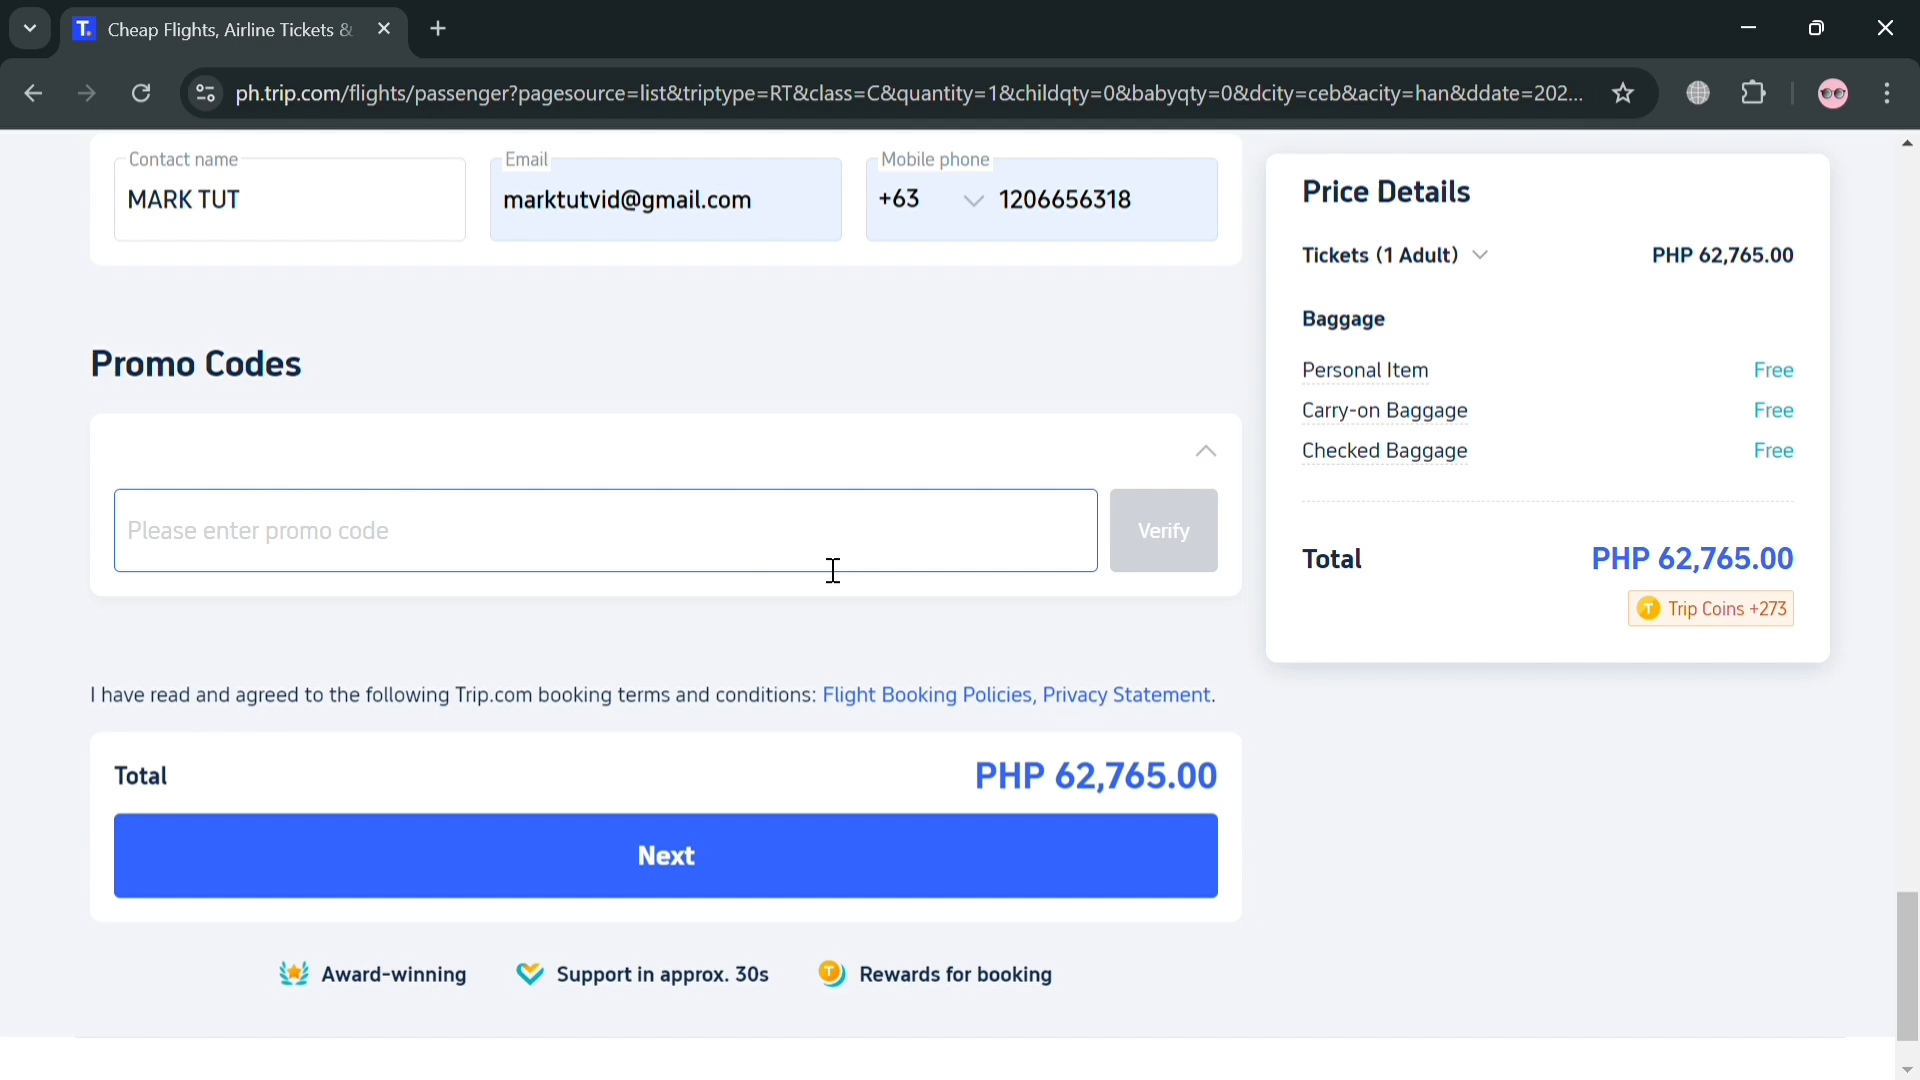 T. Cheap Flights, Airline Tickets &
ph.trip.com/flights/passenger?pagesource=list&triptype=RT&class=C&quantity=1&childqty=0&babyqty=0&dcity=ceb&acity=han&ddate=202...
Contact name
MARK TUT
Email
marktutvid@gmail.com
Mobile phone
+63 1206656318
Promo Codes
Please enter promo code
Verify
I have read and agreed to the following Trip.com booking terms and conditions: Flight Booking Policies, Privacy Statement.
Total PHP 62,765.00
Next
Award-winning Support in approx. 30s Rewards for booking
Price Details
Tickets (1 Adult) PHP 62,765.00
Baggage
Personal Item Free
Carry-on Baggage Free
Checked Baggage Free
Total PHP 62,765.00
T Trip Coins +273